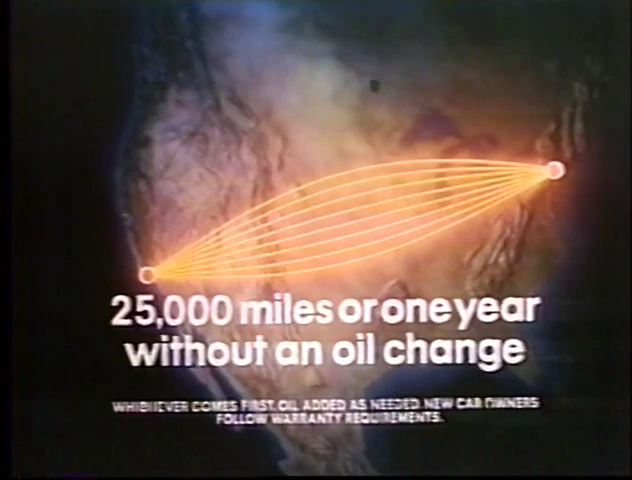 25,000 miles or one year
without an oil change
WHICHEVER COMES FIRST. OIL ADDED AS NEEDED. NEW CAR OWNERS
FOLLOW WARRANTY REQUIREMENTS.